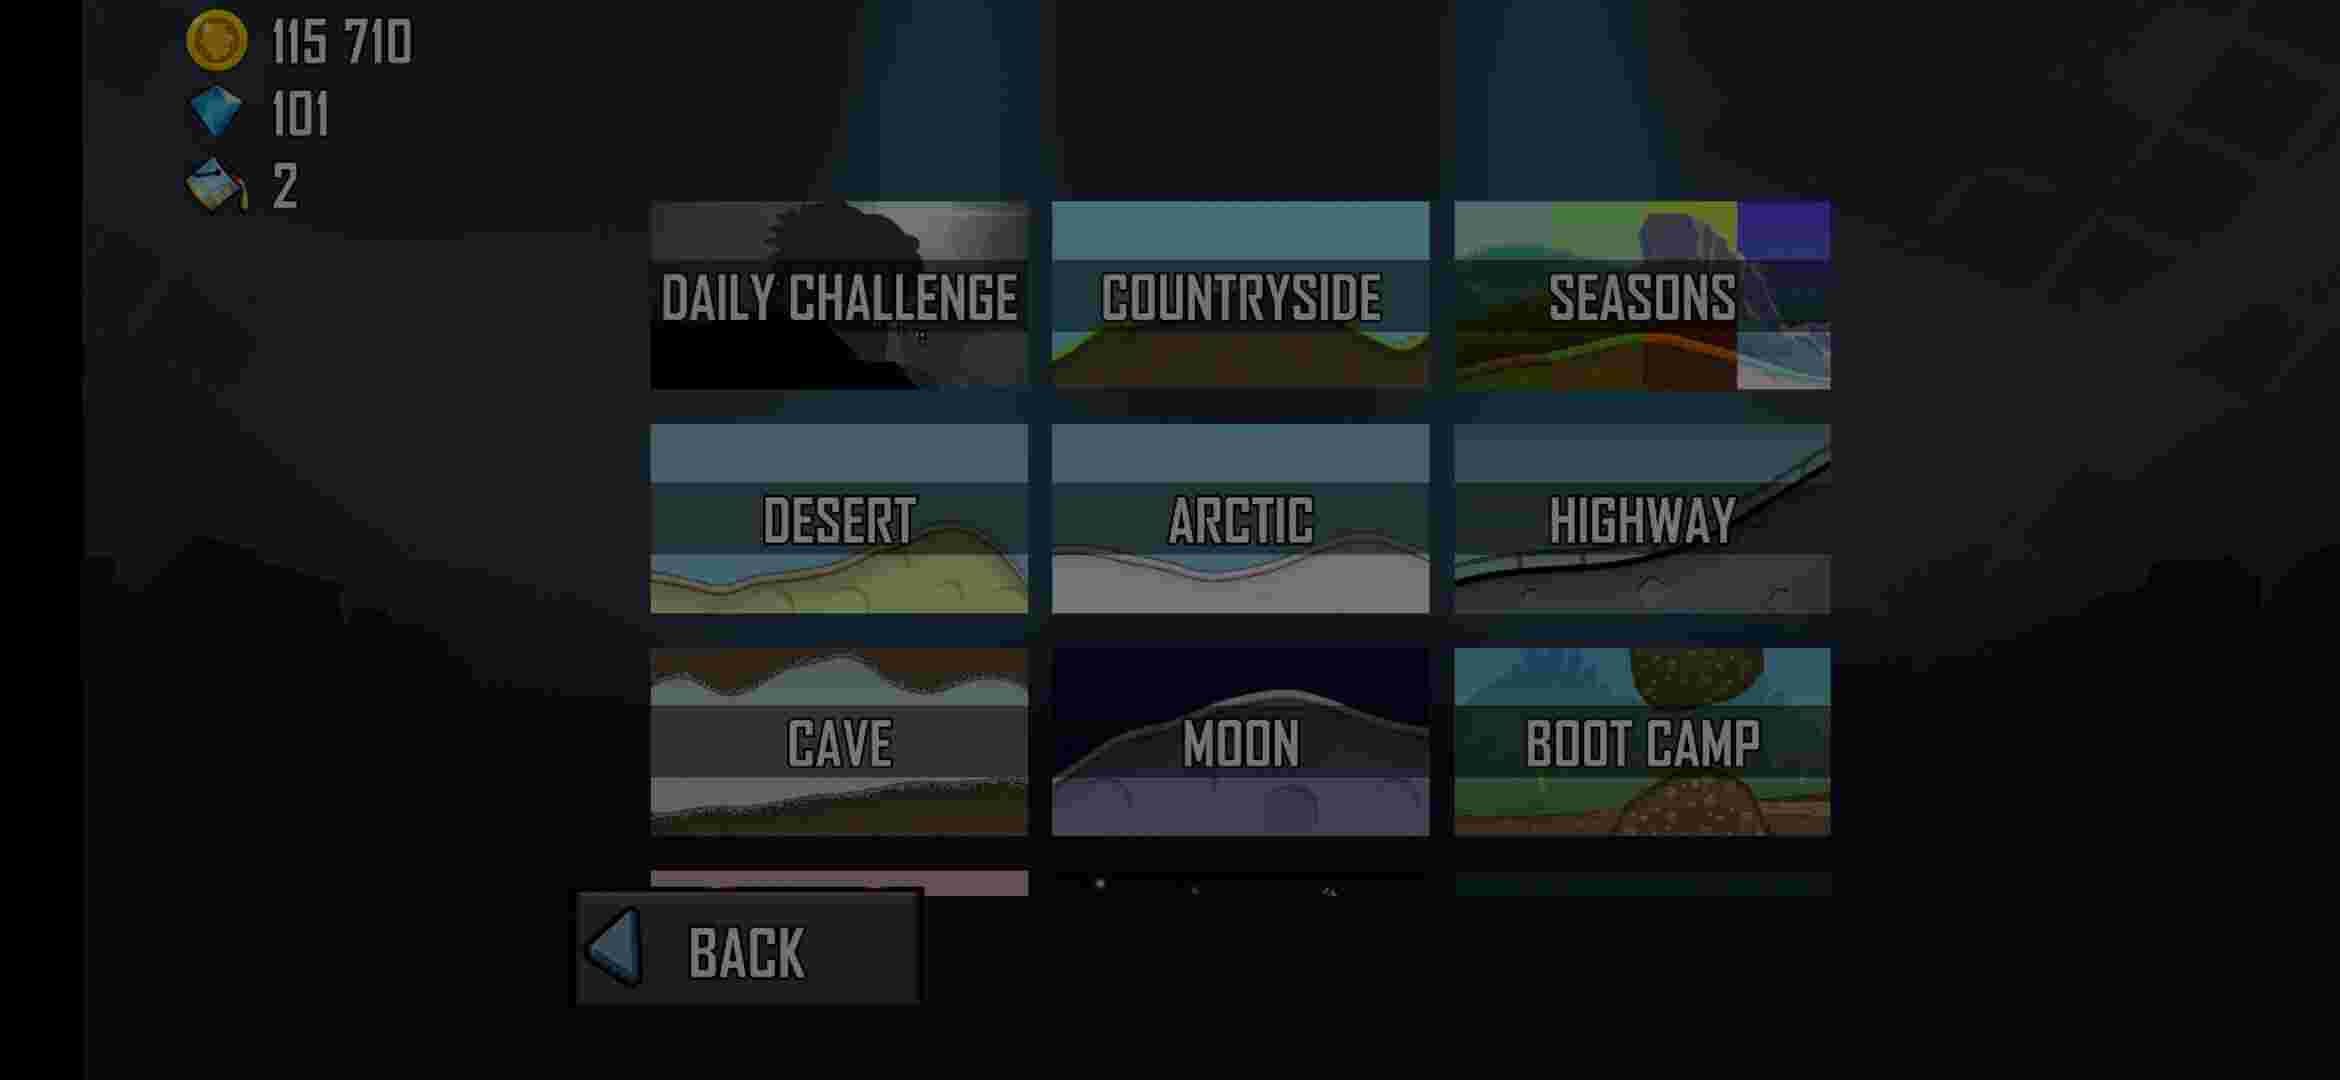 115 710
101
2
DAILY CHALLENGE
COUNTRYSIDE
SEASONS
DESERT
ARCTIC
HIGHWAY
CAVE
MOON
BOOT CAMP
BACK